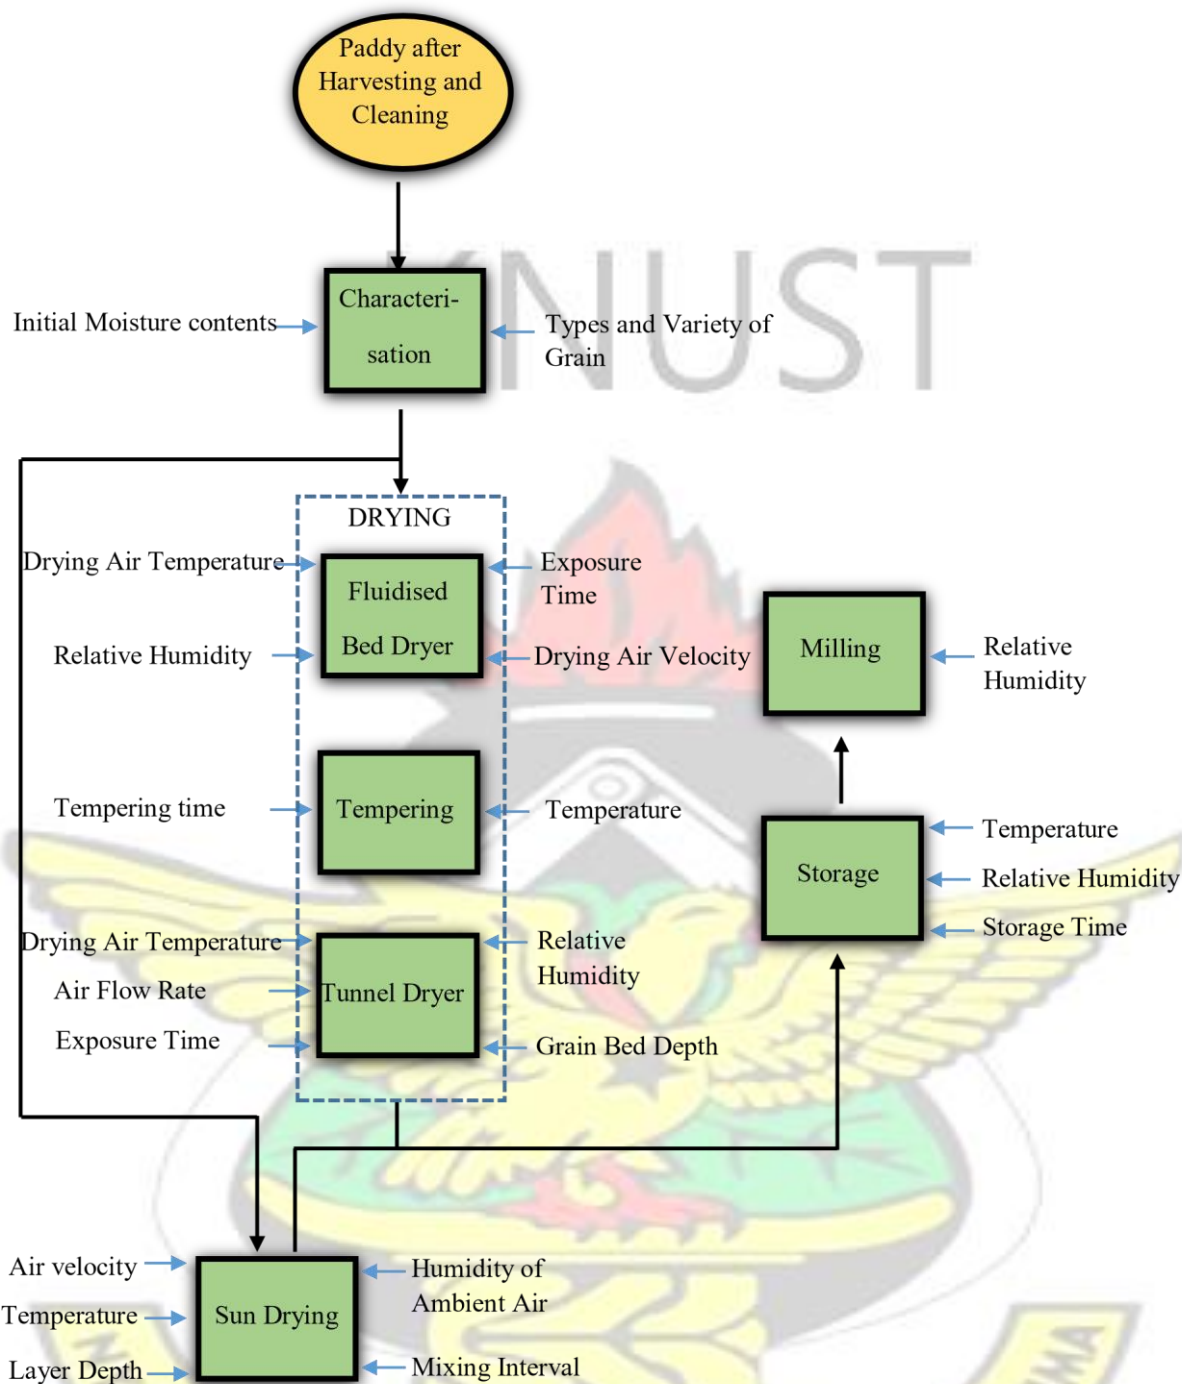 Paddy after
Harvesting and
Cleaning
KNUST
Characteri-
sation
Initial Moisture contents
Types and Variety of
Grain
DRYING
Drying Air Temperature
Fluidised
Bed Dryer
Exposure
Time
Relative Humidity
Drying Air Velocity
Milling
Relative
Humidity
Tempering time
Tempering
Temperature
Storage
Temperature
Relative Humidity
Storage Time
Drying Air Temperature
Air Flow Rate
Exposure Time
Tunnel Dryer
Relative
Humidity
Grain Bed Depth
Air velocity
Temperature
Layer Depth
Sun Drying
Humidity of
Ambient Air
Mixing Interval